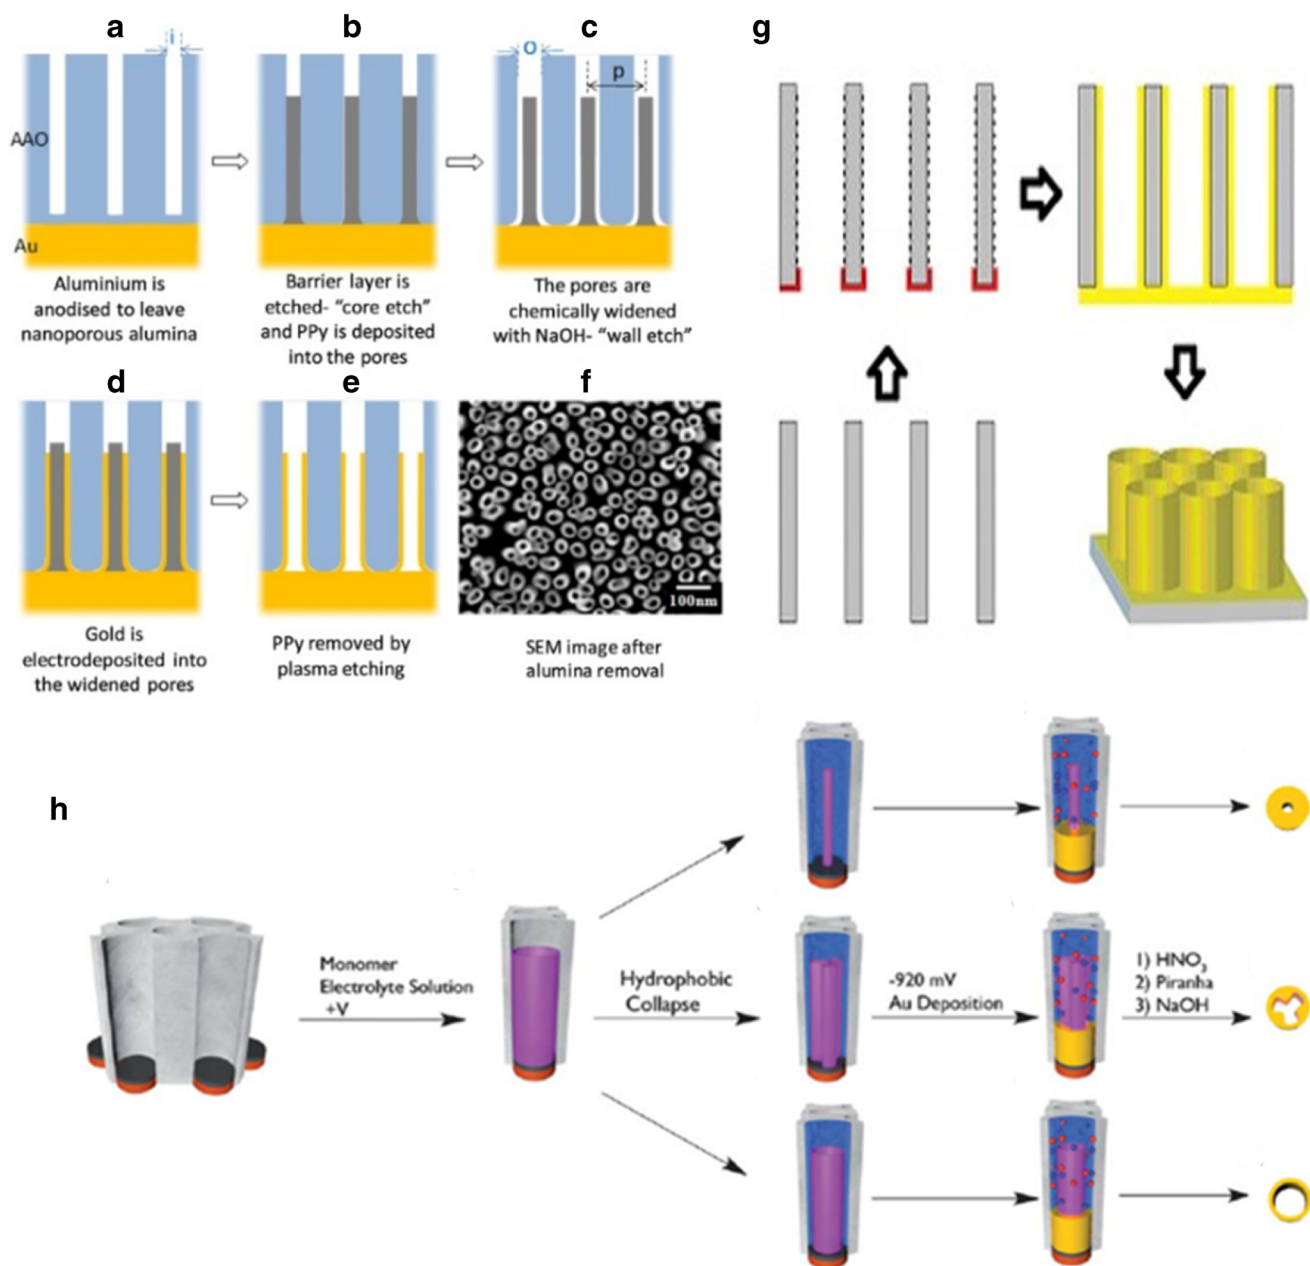 a
b
c
g
i
O
p
AAO
Au
Aluminium is
anodised to leave
nanoporous alumina
Barrier layer is
etched- “core etch”
and PPy is deposited
into the pores
The pores are
chemically widened
with NaOH- “wall etch”
d
e
f
100nm
Gold is
electrodeposited into
the widened pores
PPy removed by
plasma etching
SEM image after
alumina removal
h
Monomer
Electrolyte Solution
+V
Hydrophobic
Collapse
-920 mV
Au Deposition
1) HNO₃
2) Piranha
3) NaOH